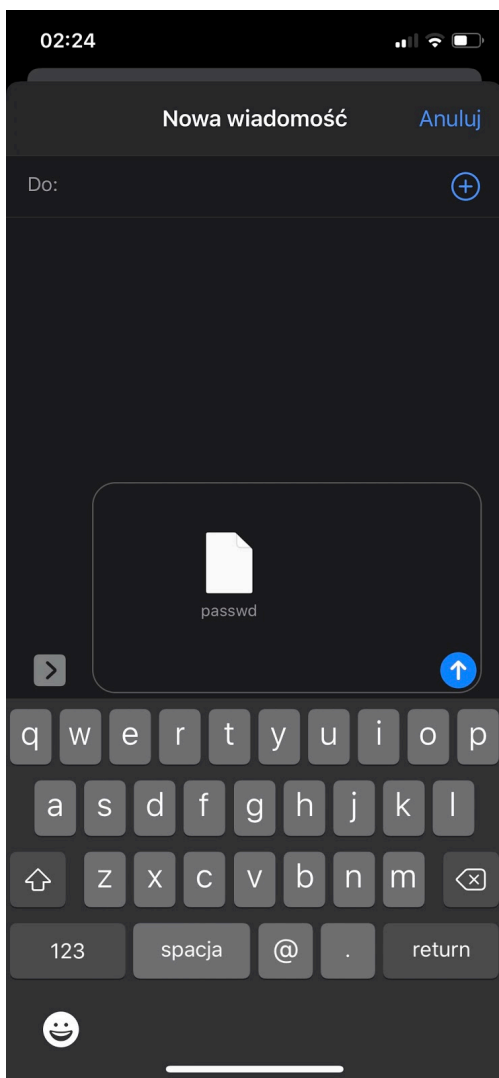 02:24
Nowa wiadomość Anuluj
Do:
passwd
q w e r t y u i o p
a s d f g h j k l
z x c v b n m
123 spacja @ . return